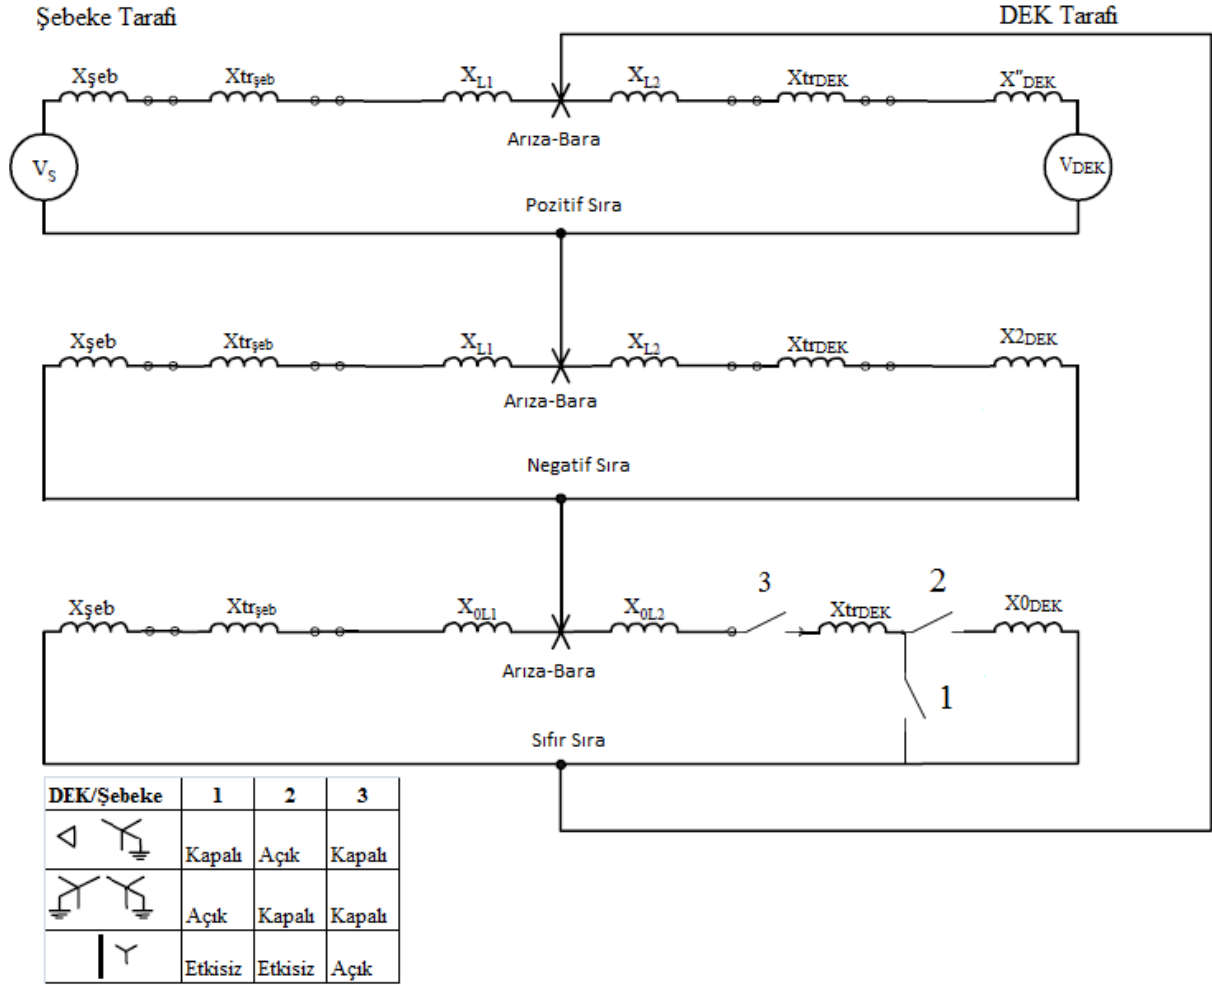 Şebeke Tarafı
DEK Tarafı
Xşeb
Xtrşeb
XL1
XL2
XtrDEK
X"DEK
Arıza-Bara
VS
VDEK
Pozitif Sıra
Xşeb
Xtrşeb
XL1
XL2
XtrDEK
X2DEK
Arıza-Bara
Negatif Sıra
Xşeb
Xtrşeb
X0L1
X0L2
3
XtrDEK
2
X0DEK
Arıza-Bara
1
Sıfır Sıra
DEK/Şebeke 1 2 3
Kapalı Açık Kapalı
Açık Kapalı Kapalı
Etkisiz Etkisiz Açık